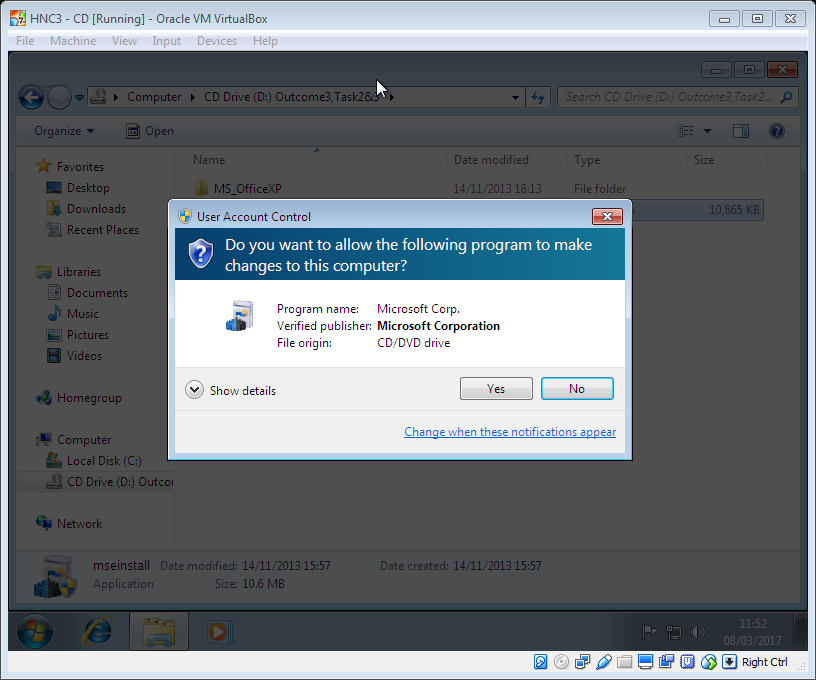 HNC3 - CD [Running] - Oracle VM VirtualBox
File Machine View Input Devices Help
Computer CD Drive (D:) Outcome3,Task2&3
Search CD Drive (D:) Outcome3,Task2...
Organize Open
Name Date modified Type Size
Favorites
Desktop
Downloads
Recent Places
Libraries
Documents
Music
Pictures
Videos
Homegroup
Computer
Local Disk (C:)
CD Drive (D:) Outcor
Network
MS_OfficeXP 14/11/2013 18:13 File folder
10,865 KB
User Account Control
Do you want to allow the following program to make
changes to this computer?
Program name: Microsoft Corp.
Verified publisher: Microsoft Corporation
File origin: CD/DVD drive
Show details Yes No
Change when these notifications appear
mseinstall Date modified: 14/11/2013 15:57 Date created: 14/11/2013 15:57
Application Size: 10.6 MB
11:52
08/03/2017
Right Ctrl